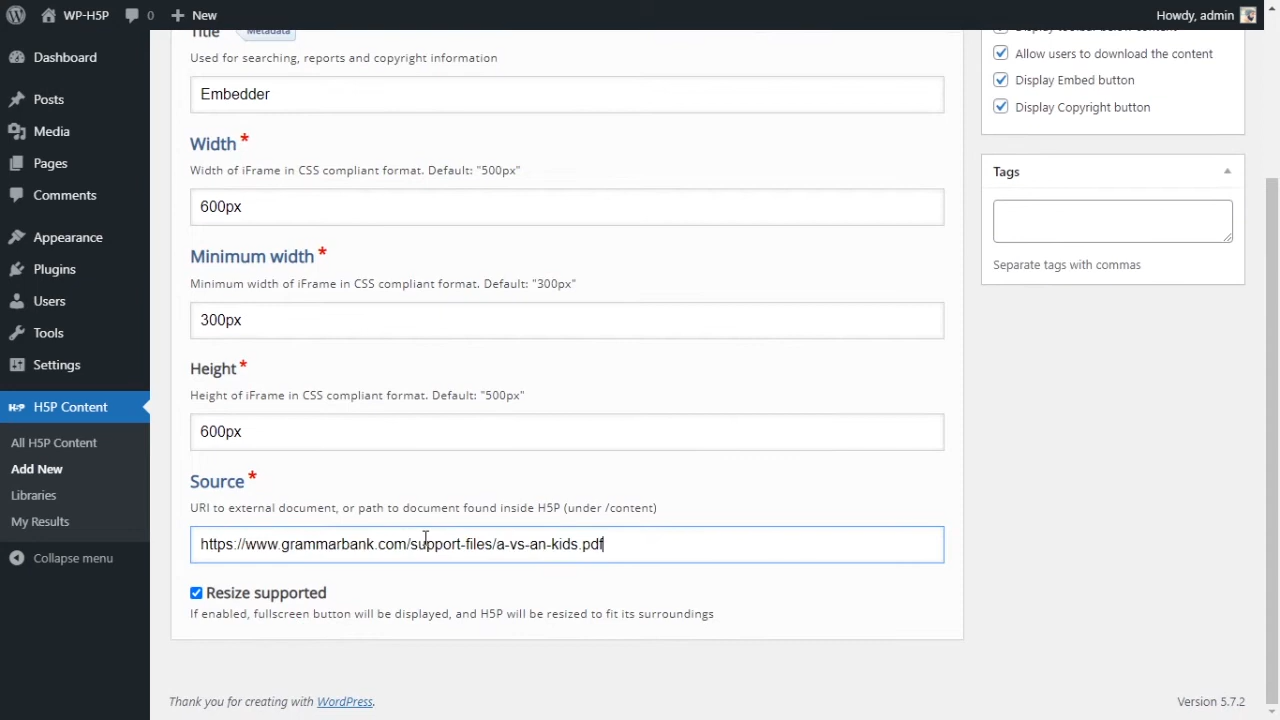 WP-H5P
0
New
Howdy, admin
Dashboard
Posts
Media
Pages
Comments
Appearance
Plugins
Users
Tools
Settings
H5P Content
All H5P Content
Add New
Libraries
My Results
Collapse menu
Title
Metadata
Used for searching, reports and copyright information
Embedder
Width *
Width of iFrame in CSS compliant format. Default: "500px"
600px
Minimum width *
Minimum width of iFrame in CSS compliant format. Default: "300px"
300px
Height *
Height of iFrame in CSS compliant format. Default: "500px"
600px
Source *
URI to external document, or path to document found inside H5P (under /content)
https://www.grammarbank.com/support-files/a-vs-an-kids.pdf
Resize supported
If enabled, fullscreen button will be displayed, and H5P will be resized to fit its surroundings
Display toolbar below content
Allow users to download the content
Display Embed button
Display Copyright button
Tags
Separate tags with commas
Thank you for creating with WordPress.
Version 5.7.2